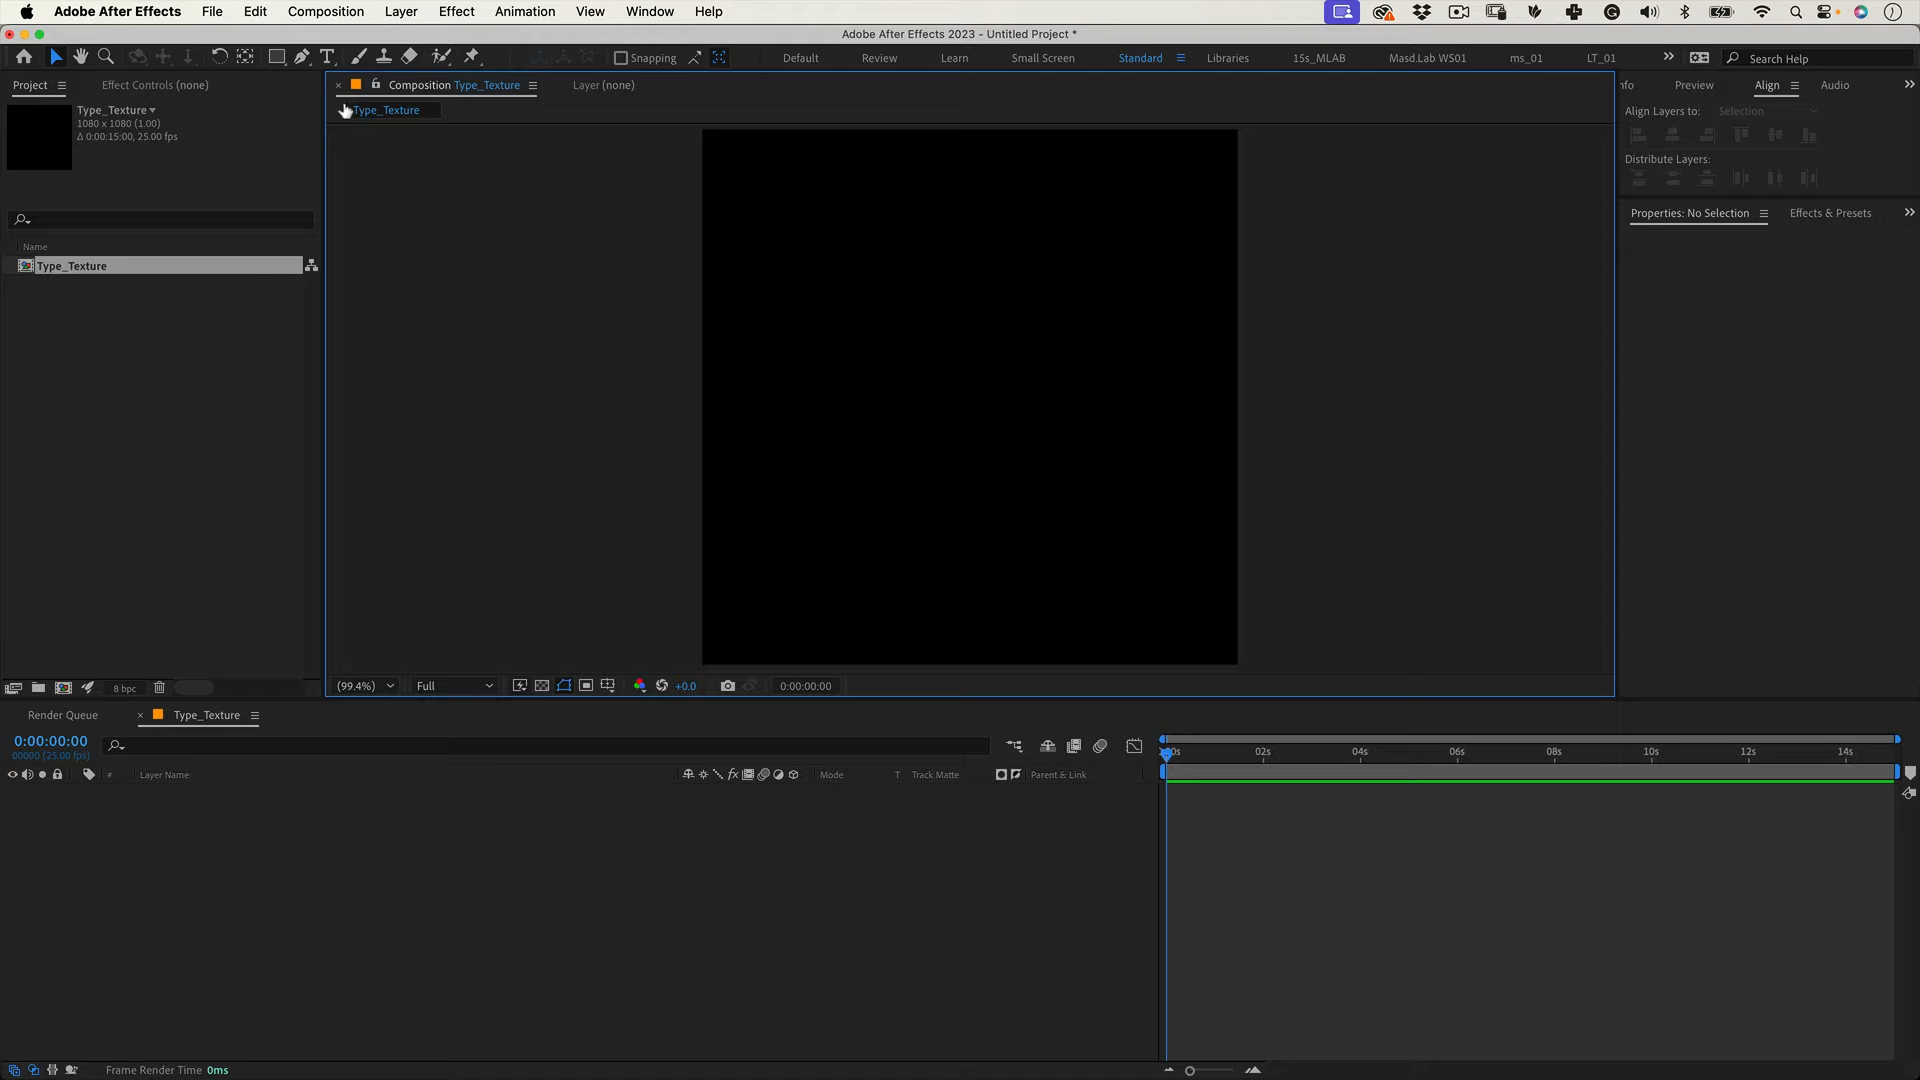 Adobe After Effects File Edit Composition Layer Effect Animation View Window Help
Adobe After Effects 2023 - Untitled Project *
Snapping Default Review Learn Small Screen Standard Libraries 15s_MLAB Masd.Lab WS01 ms_01 LT_01 Search Help
Project Effect Controls (none) Composition Type_Texture Layer (none) Preview Align Audio
Type_Texture
1080 x 1080 (1.00)
Δ 0:00:15:00, 25.00 fps
Type_Texture
Align Layers to: Selection
Distribute Layers:
Properties: No Selection Effects & Presets
Name
Type_Texture
8 bpc (99.4%) Full +0.0 0:00:00:00
Render Queue Type_Texture
0:00:00:00
00000 (25.00 fps)
02s 04s 06s 08s 10s 12s 14s
# Layer Name fx Mode T Track Matte Parent & Link
Frame Render Time 0ms